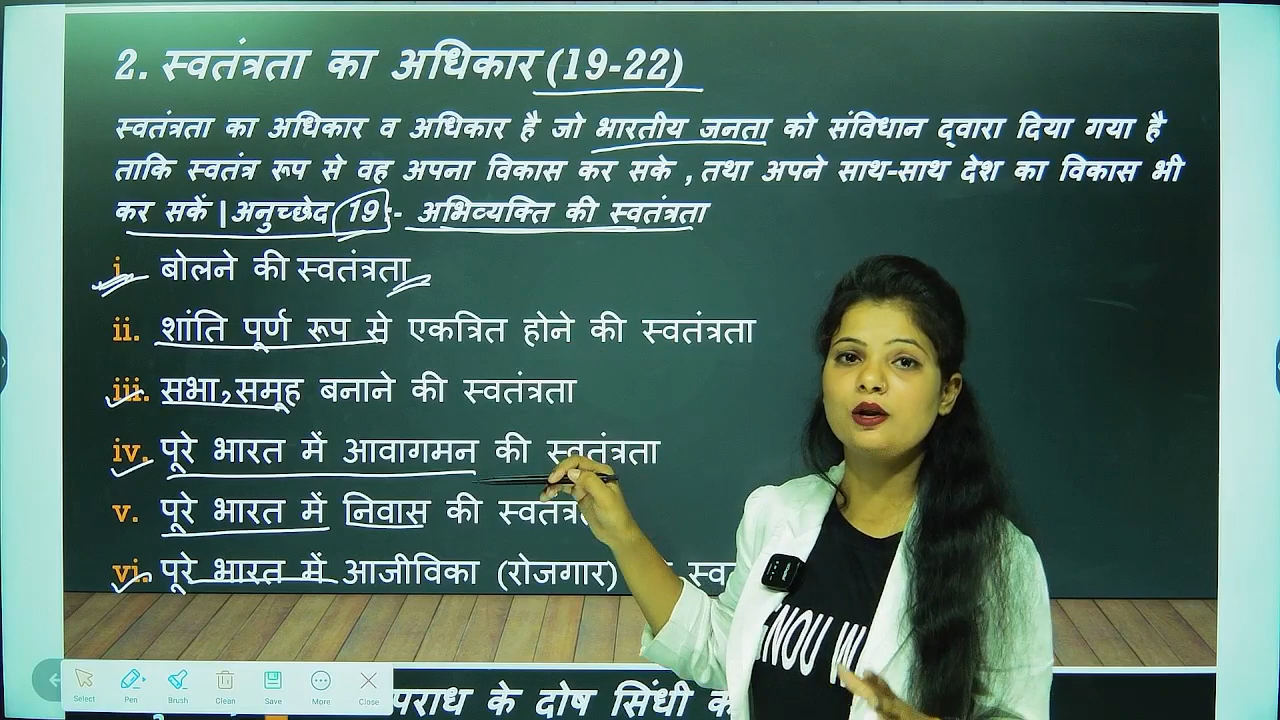 2. स्वतंत्रता का अधिकार (19-22)
स्वतंत्रता का अधिकार व अधिकार है जो भारतीय जनता को संविधान द्वारा दिया गया है
ताकि स्वतंत्र रूप से वह अपना विकास कर सके , तथा अपने साथ-साथ देश का विकास भी
कर सकें | अनुच्छेद 19 :- अभिव्यक्ति की स्वतंत्रता
i. बोलने की स्वतंत्रता
ii. शांति पूर्ण रूप से एकत्रित होने की स्वतंत्रता
iii. सभा,समूह बनाने की स्वतंत्रता
iv. पूरे भारत में आवागमन की स्वतंत्रता
v. पूरे भारत में निवास की
vi. पूरे भारत में आजीविका (रोजगार)
के दोष सिंधी
Select Pen Brush Clean Save More Close